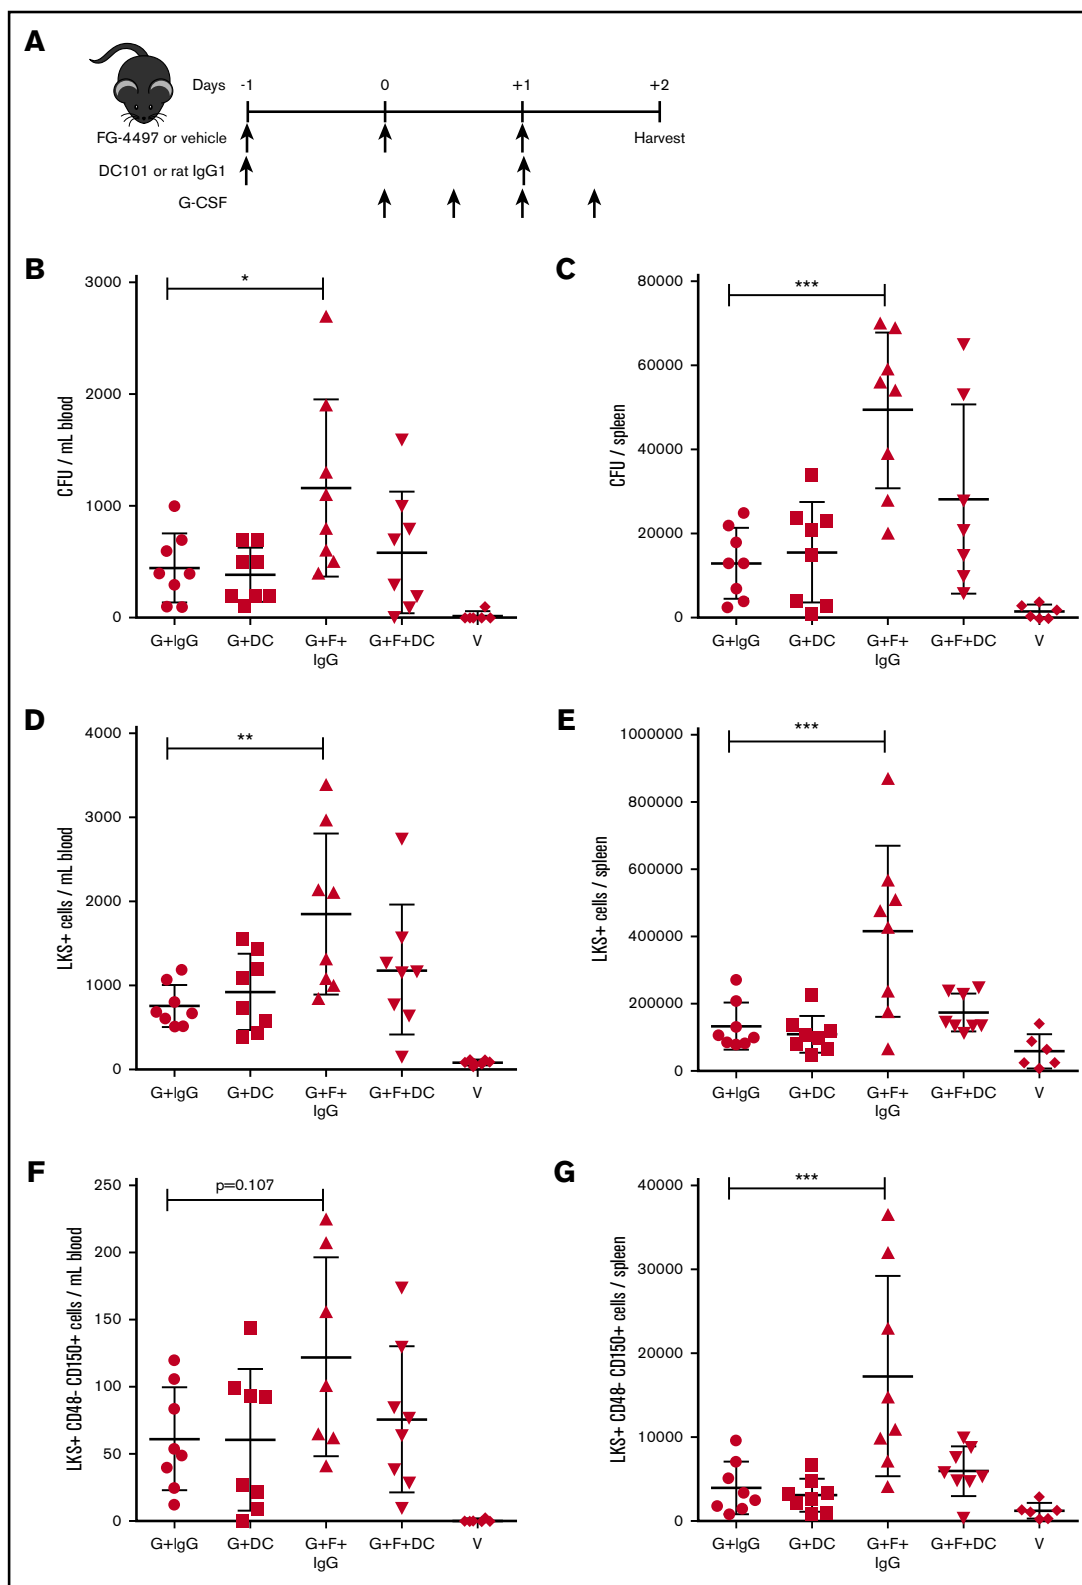 A
Days -1 0 +1 +2
FG-4497 or vehicle Harvest
DC101 or rat IgG1
G-CSF
B
CFU / mL blood
3000
2000
1000
0
*
G+IgG G+DC G+F+ G+F+DC V
IgG
C
CFU / spleen
80000
60000
40000
20000
0
***
G+IgG G+DC G+F+ G+F+DC V
IgG
D
LKS+ cells / mL blood
4000
3000
2000
1000
0
**
G+IgG G+DC G+F+ G+F+DC V
IgG
E
LKS+ cells / spleen
1000000
800000
600000
400000
200000
0
***
G+IgG G+DC G+F+ G+F+DC V
IgG
F
LKS+ CD48- CD150+ cells / mL blood
250
200
150
100
50
0
p=0.107
G+IgG G+DC G+F+ G+F+DC V
IgG
G
LKS+ CD48- CD150+ cells / spleen
40000
30000
20000
10000
0
***
G+IgG G+DC G+F+ G+F+DC V
IgG